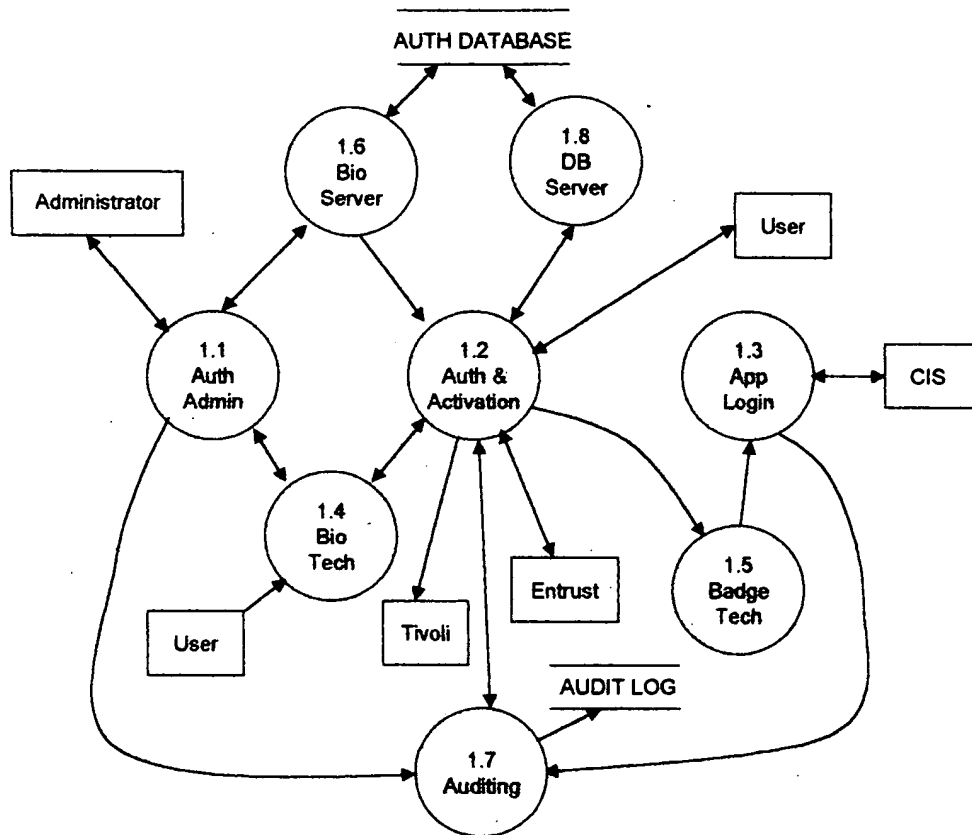 AUTH DATABASE
1.6
Bio
Server
1.8
DB
Server
Administrator
User
1.1
Auth
Admin
1.2
Auth &
Activation
1.3
App
Login
CIS
1.4
Bio
Tech
1.5
Badge
Tech
Entrust
Tivoli
User
AUDIT LOG
1.7
Auditing